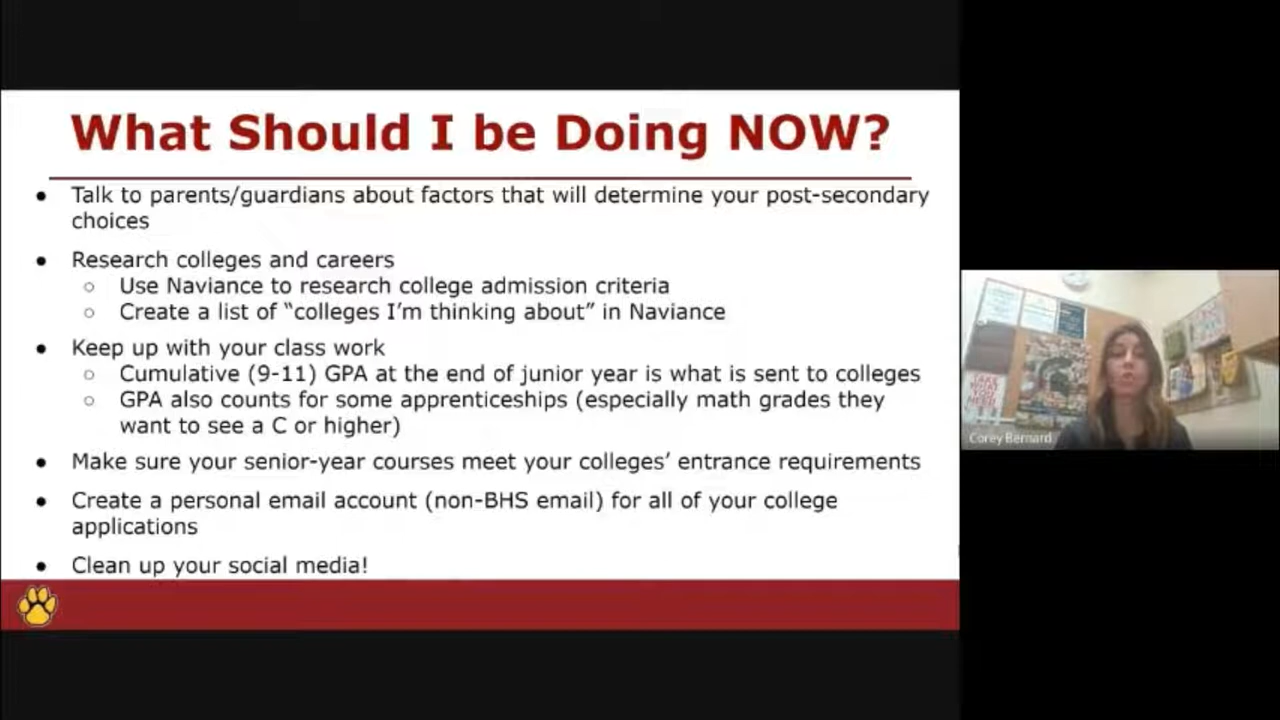 What Should I be Doing NOW?
● Talk to parents/guardians about factors that will determine your post-secondary
choices
● Research colleges and careers
○ Use Naviance to research college admission criteria
○ Create a list of “colleges I’m thinking about” in Naviance
● Keep up with your class work
○ Cumulative (9-11) GPA at the end of junior year is what is sent to colleges
○ GPA also counts for some apprenticeships (especially math grades they
want to see a C or higher)
● Make sure your senior-year courses meet your colleges’ entrance requirements
● Create a personal email account (non-BHS email) for all of your college
applications
● Clean up your social media!
TAKE
WHAT
YOU
NEED
Corey Bernard